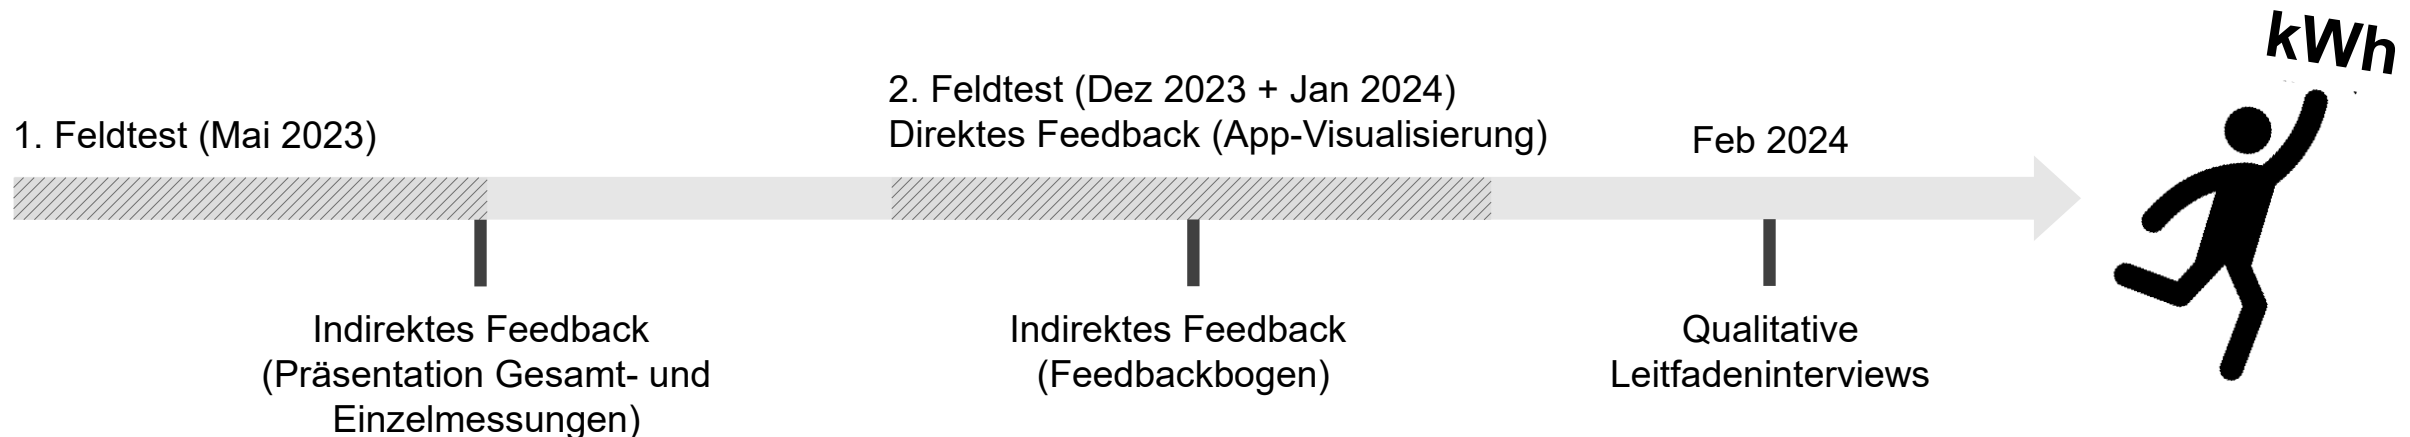 kWh
2. Feldtest (Dez 2023 + Jan 2024)
Direktes Feedback (App-Visualisierung)
1. Feldtest (Mai 2023)
Feb 2024
Indirektes Feedback
(Präsentation Gesamt- und
Einzelmessungen)
Indirektes Feedback
(Feedbackbogen)
Qualitative
Leitfadeninterviews